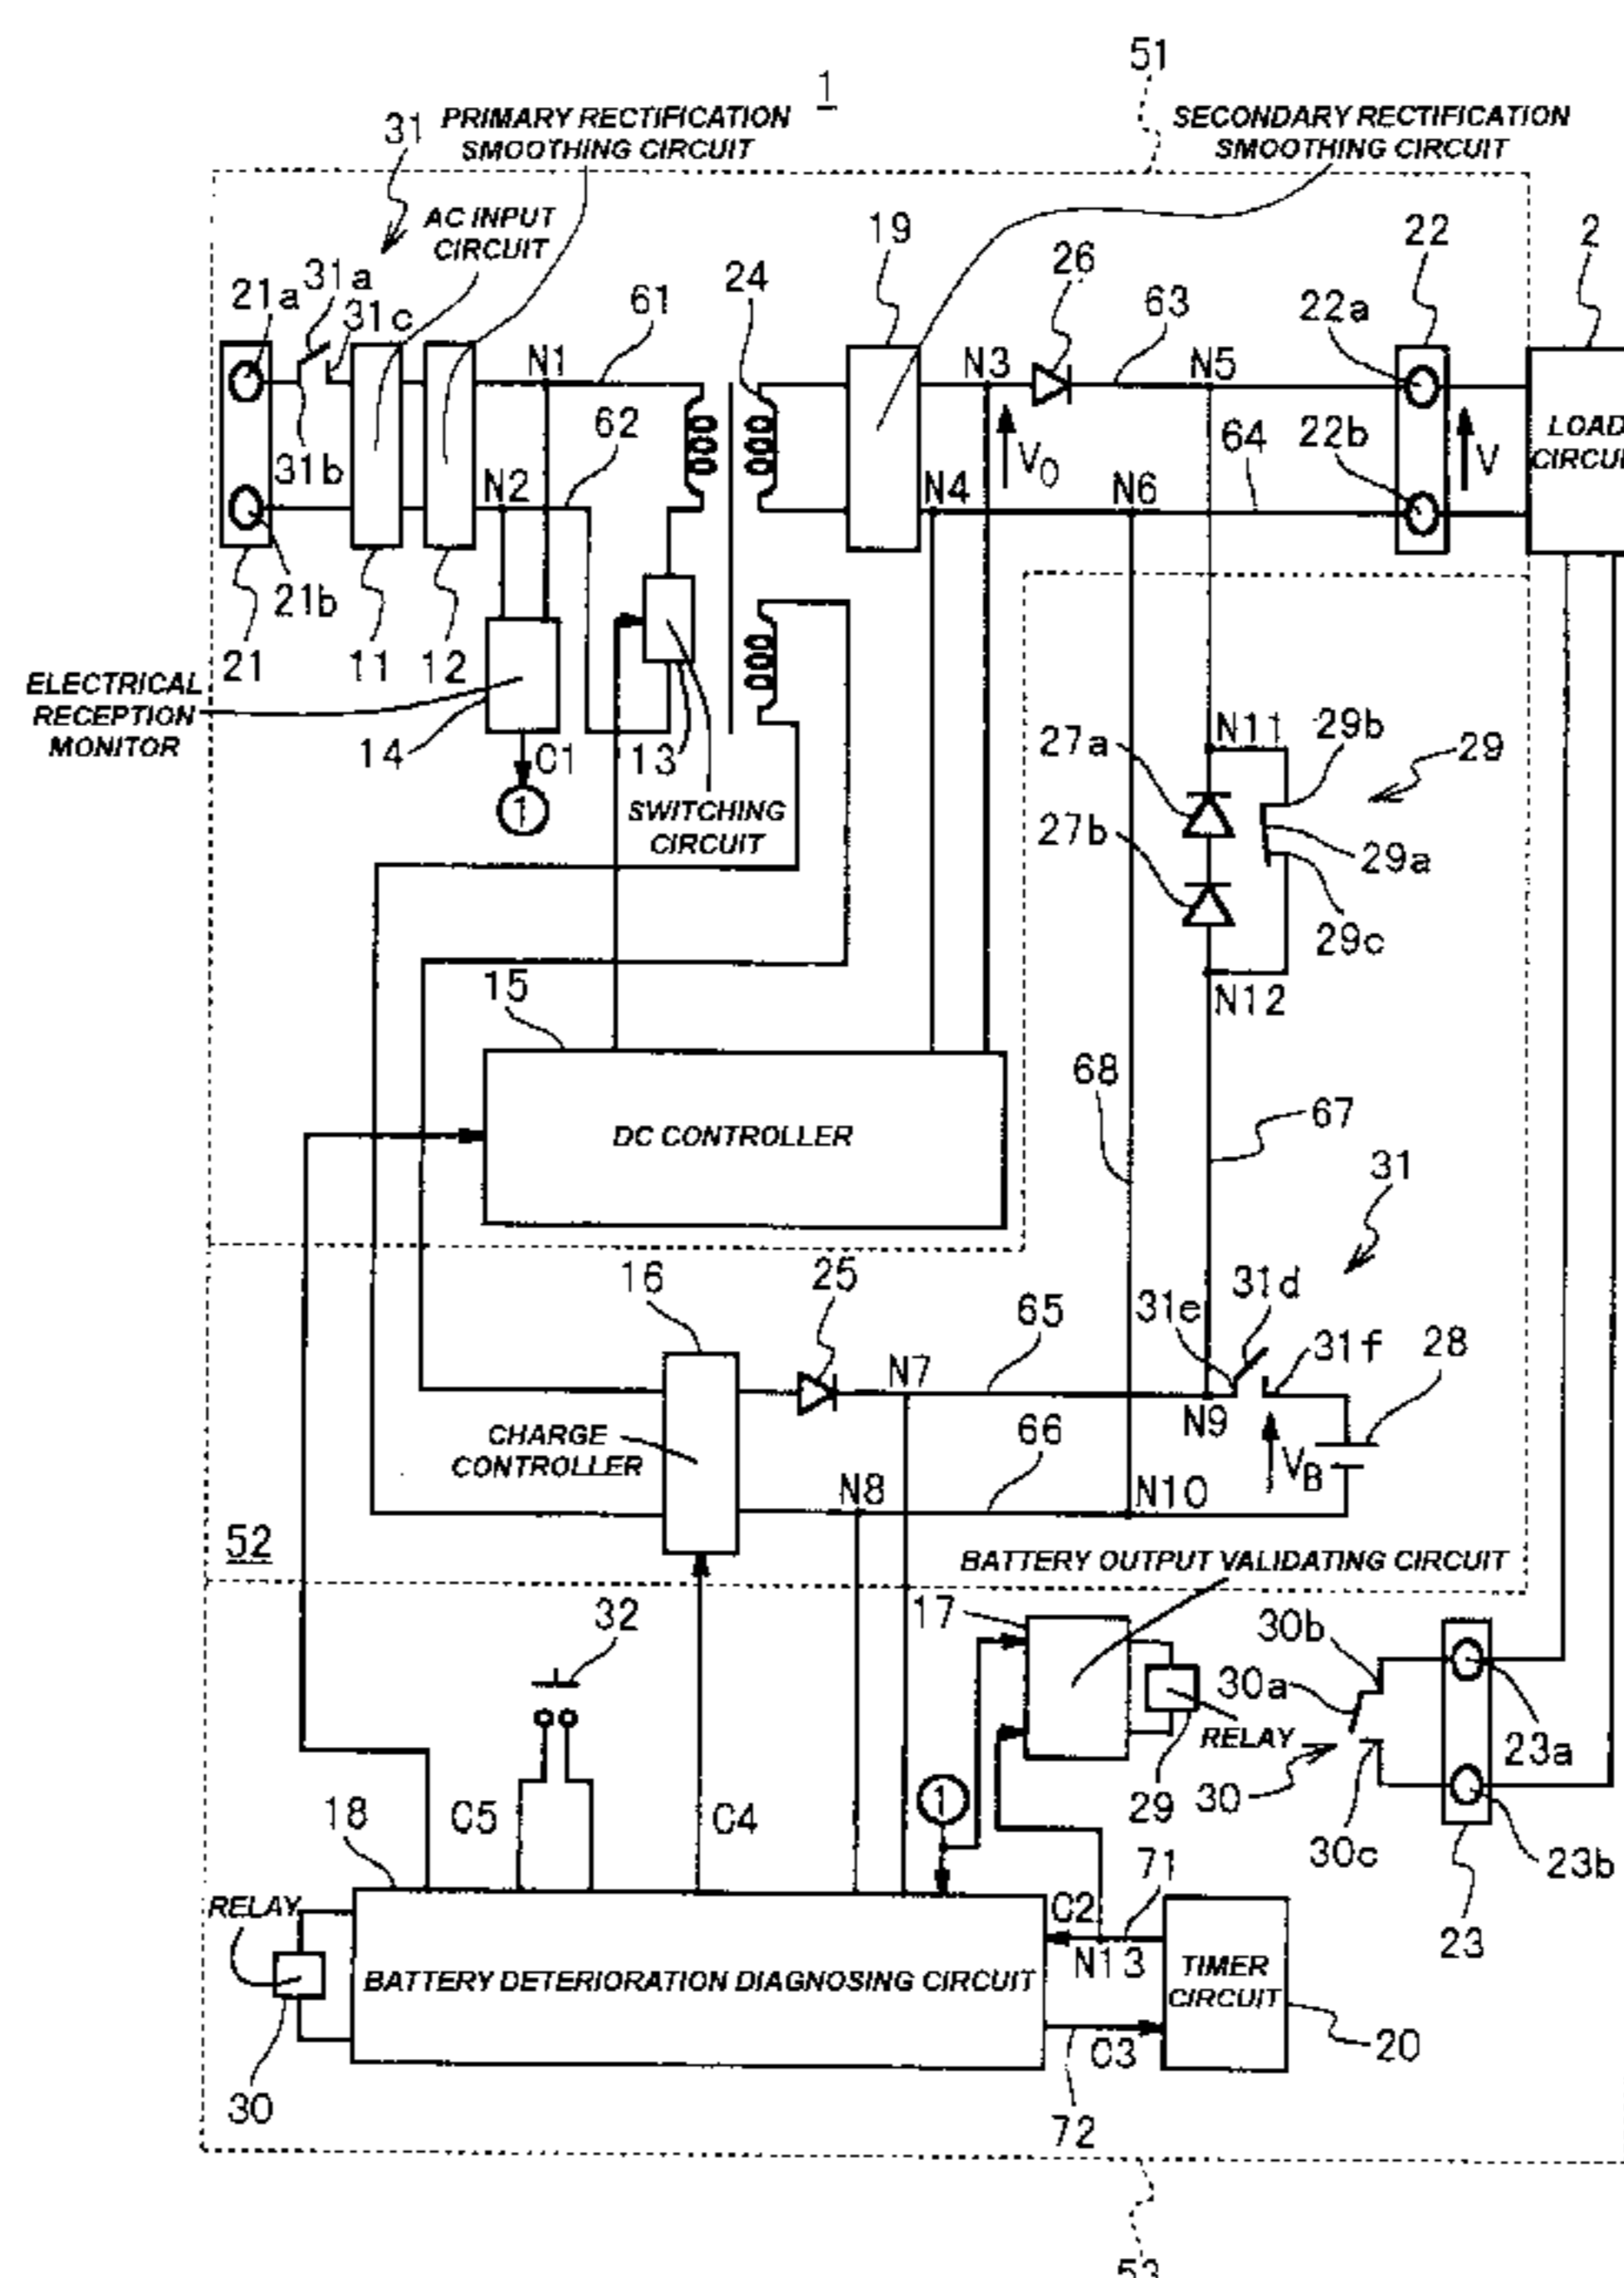 51
1
31
PRIMARY RECTIFICATION
SMOOTHING CIRCUIT
SECONDARY RECTIFICATION
SMOOTHING CIRCUIT
AC INPUT
CIRCUIT
19
26
22
2
21a
31a
31c
61
24
63
22a
N1
N3
N5
31b
62
V0
64
22b
V
LOAD
CIRCUI
N2
N4
N6
21b
21
11
12
ELECTRICAL
RECEPTION
MONITOR
14
C1
13
1
SWITCHING
CIRCUIT
N11
29b
29
27a
27b
29a
29c
N12
15
68
67
DC CONTROLLER
31
16
25
65
31e
31d
31f
28
N7
N9
CHARGE
CONTROLLER
66
VB
N8
N10
52
BATTERY OUTPUT VALIDATING CIRCUIT
32
17
30b
30a
RELAY
23a
29
30
18
C5
C4
1
71
30c
23b
RELAY
C2
23
N13
BATTERY DETERIORATION DIAGNOSING CIRCUIT
TIMER
CIRCUIT
30
C3
20
72
53